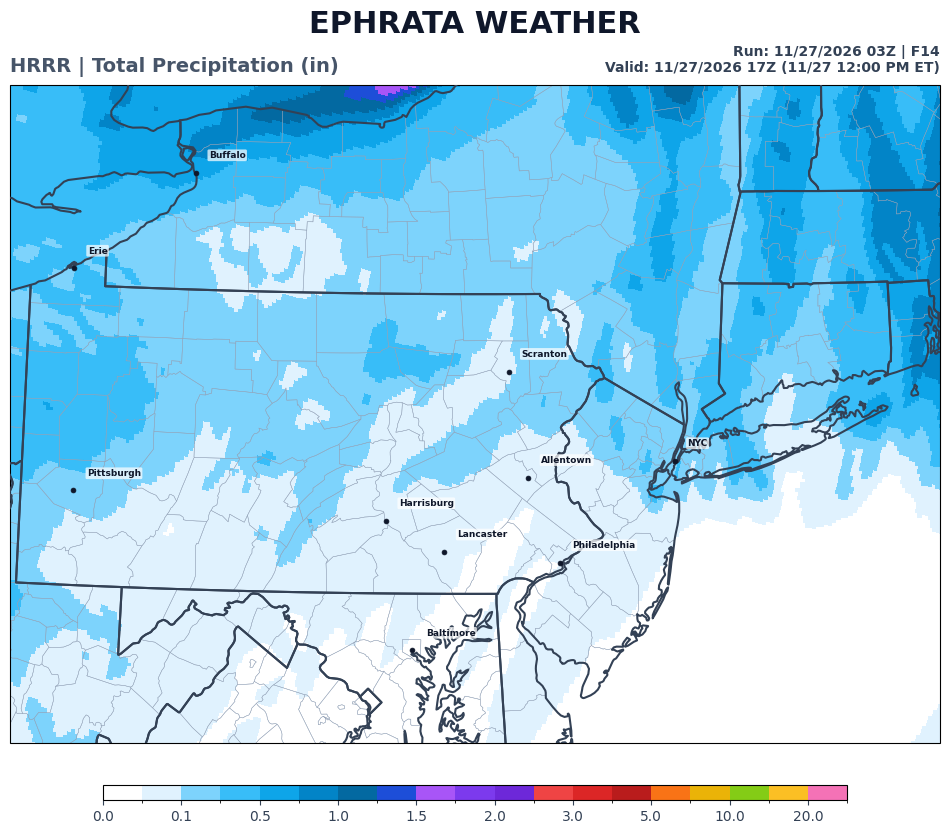 EPHRATA WEATHER
HRRR | Total Precipitation (in)
Run: 11/27/2026 03Z | F14
Valid: 11/27/2026 17Z (11/27 12:00 PM ET)
Buffalo
Erie
Scranton
NYC
Pittsburgh
Allentown
Harrisburg
Lancaster
Philadelphia
Baltimore
0.0 0.1 0.5 1.0 1.5 2.0 3.0 5.0 10.0 20.0